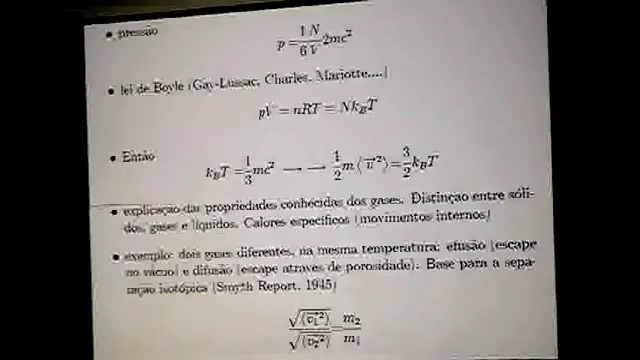 • pressão
p = 1/6 N/V 2mc²
• lei de Boyle (Gay-Lussac, Charles, Mariotte....)
pV = nRT = Nk_BT
• Então
k_BT = 1/3 mc² → → 1/2 m ⟨v⃗²⟩ = 3/2 k_BT
• explicação das propriedades conhecidas dos gases. Distinção entre sóli-
dos, gases e líquidos. Calores específicos (movimentos internos)
• exemplo: dois gases diferentes, na mesma temperatura: efusão (escape
no vácuo) e difusão (escape através de porosidade). Base para a sepa-
ração isotópica (Smyth Report, 1945)
√⟨v⃗₁²⟩ / √⟨v⃗₂²⟩ = m₂ / m₁